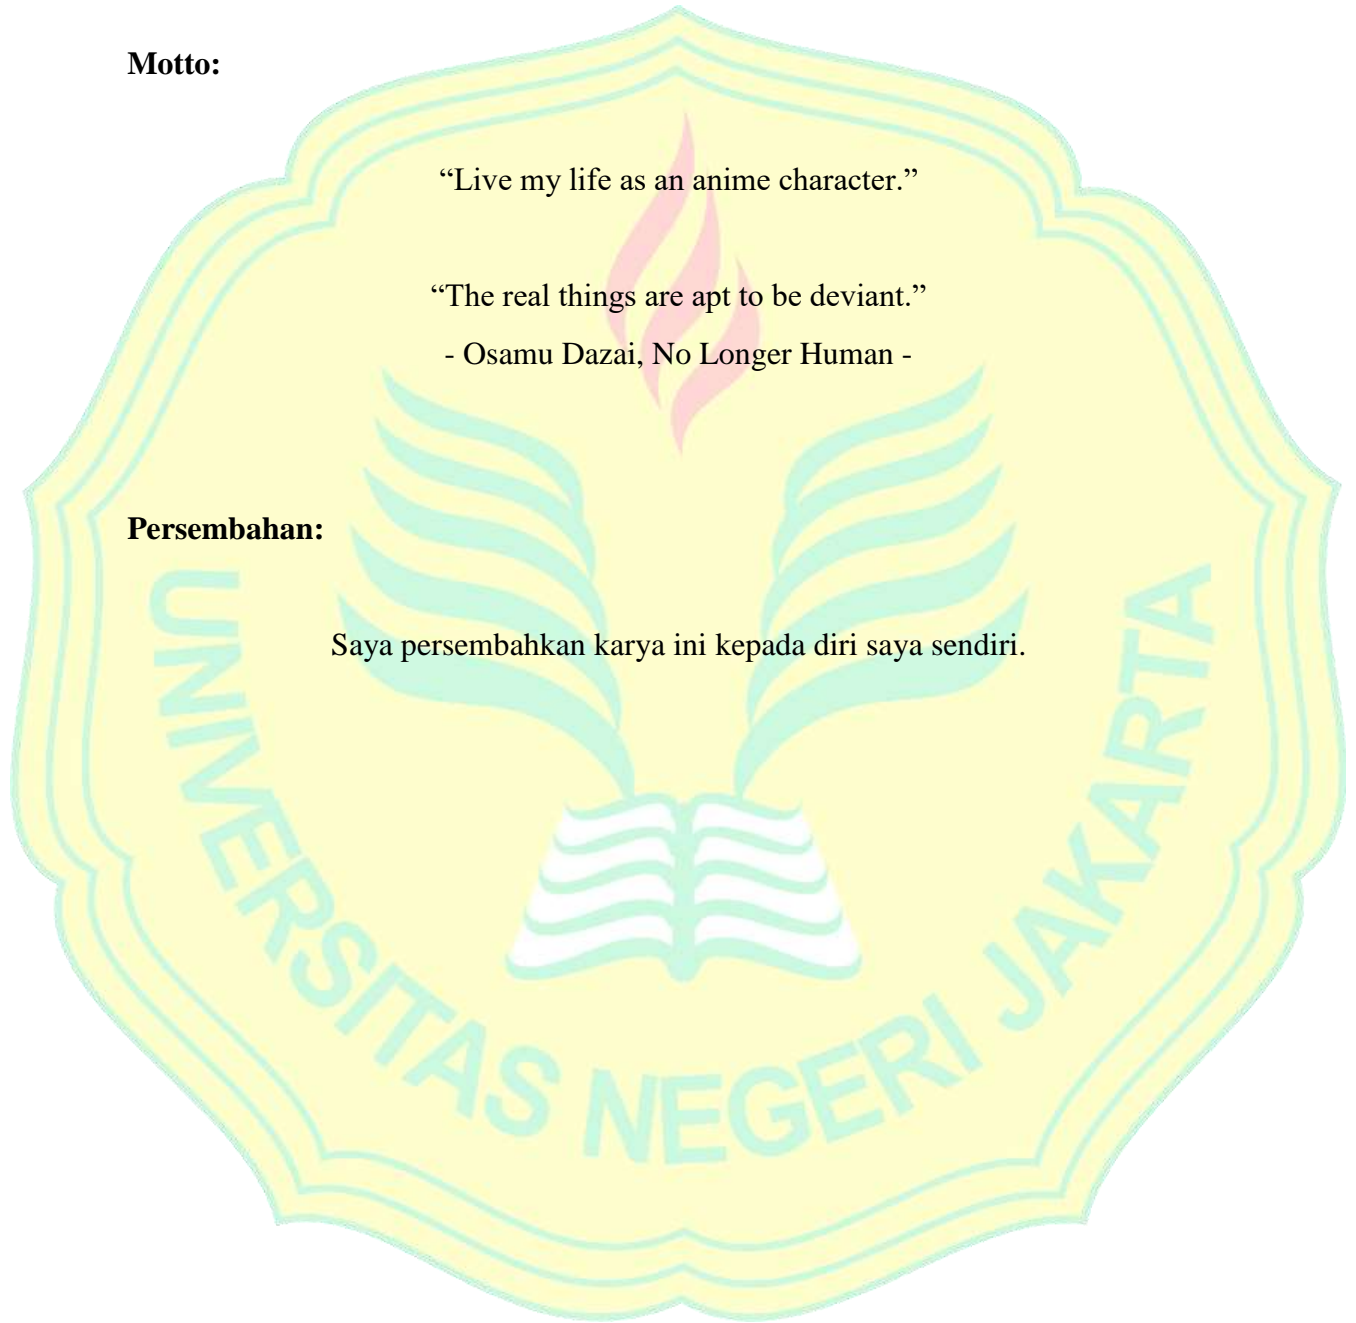 Motto:
“Live my life as an anime character.”
“The real things are apt to be deviant.”
- Osamu Dazai, No Longer Human -
Persembahan:
Saya persembahkan karya ini kepada diri saya sendiri.
UNIVERSITAS NEGERI JAKARTA